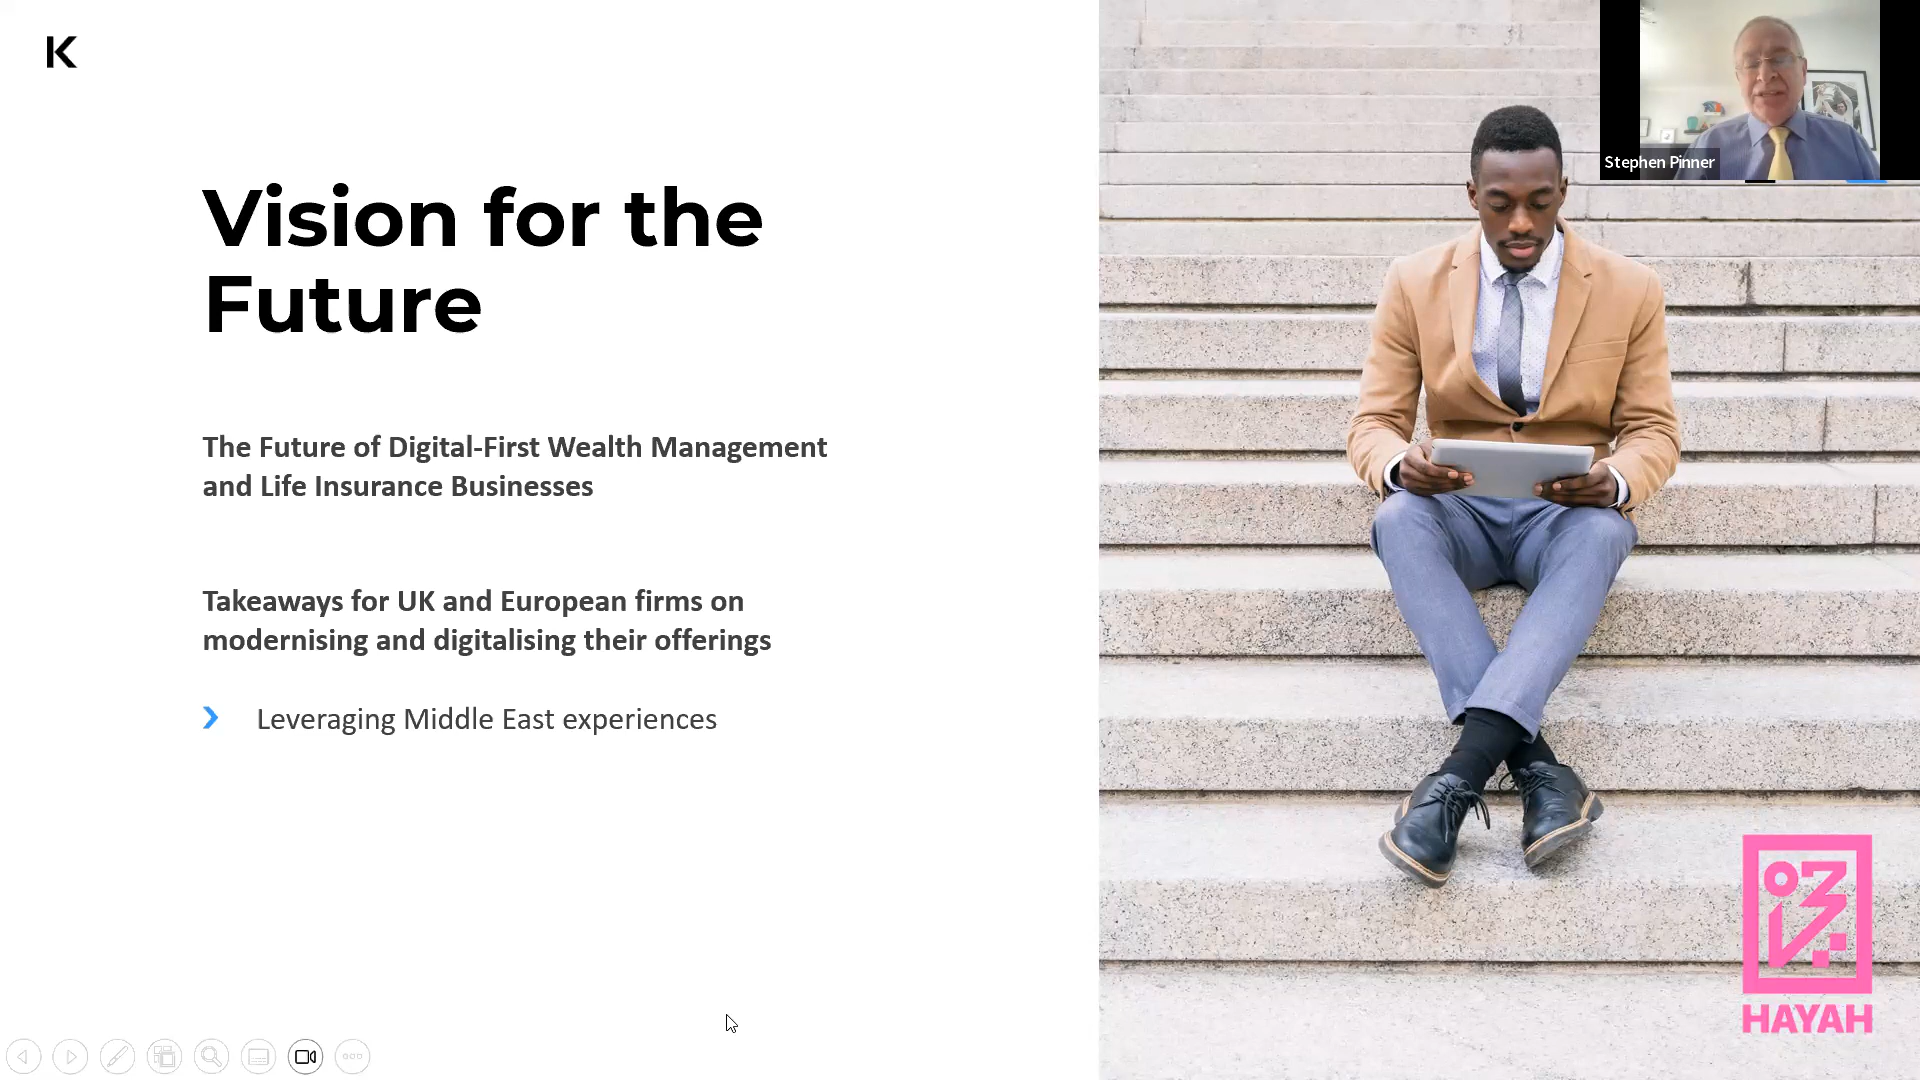 K
Vision for the
Future
The Future of Digital-First Wealth Management
and Life Insurance Businesses
Takeaways for UK and European firms on
modernising and digitalising their offerings
Leveraging Middle East experiences
Stephen Pinner
HAYAH